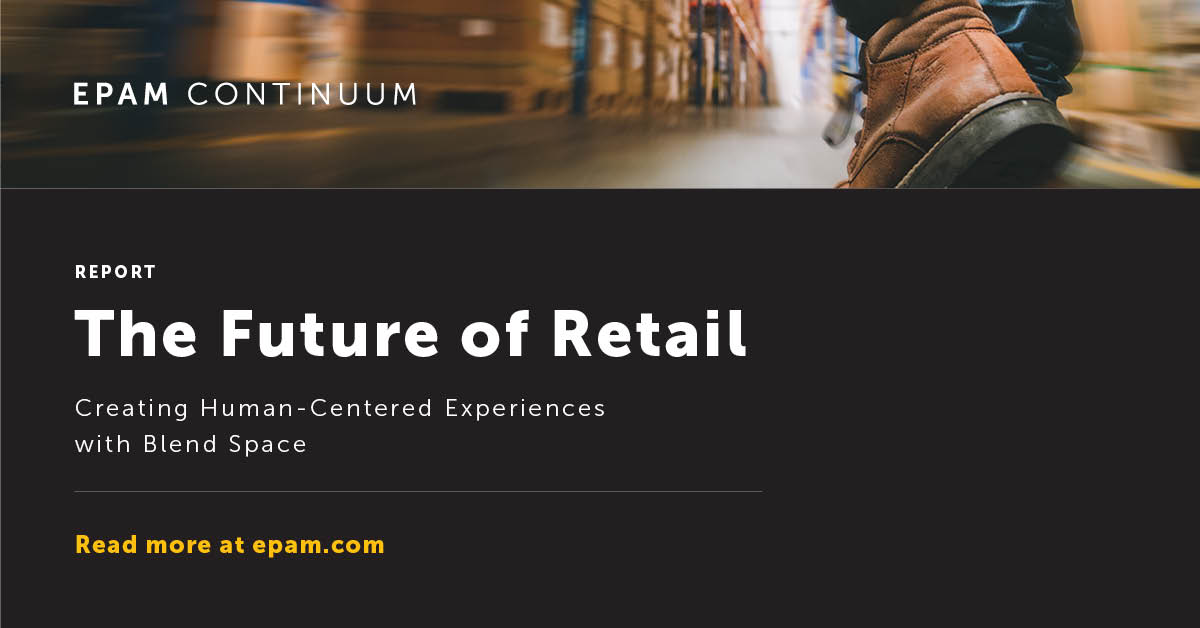 EPAM CONTINUUM
REPORT
The Future of Retail
Creating Human-Centered Experiences
with Blend Space
Read more at epam.com